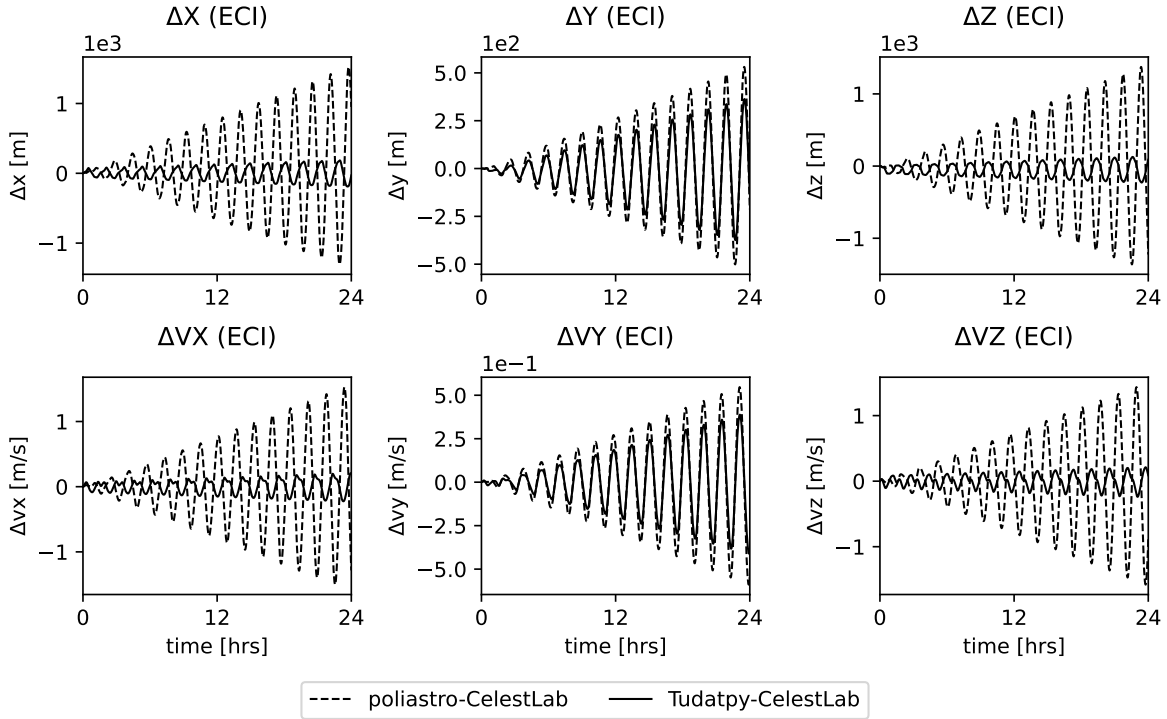 ΔX (ECI)
1e3
Δx [m]
1
0
−1
0
12
24
ΔY (ECI)
1e2
Δy [m]
5.0
2.5
0.0
−2.5
−5.0
0
12
24
ΔZ (ECI)
1e3
Δz [m]
1
0
−1
0
12
24
ΔVX (ECI)
Δvx [m/s]
1
0
−1
0
12
24
time [hrs]
ΔVY (ECI)
1e−1
Δvy [m/s]
5.0
2.5
0.0
−2.5
−5.0
0
12
24
time [hrs]
ΔVZ (ECI)
Δvz [m/s]
1
0
−1
0
12
24
time [hrs]
poliastro-CelestLab
Tudatpy-CelestLab